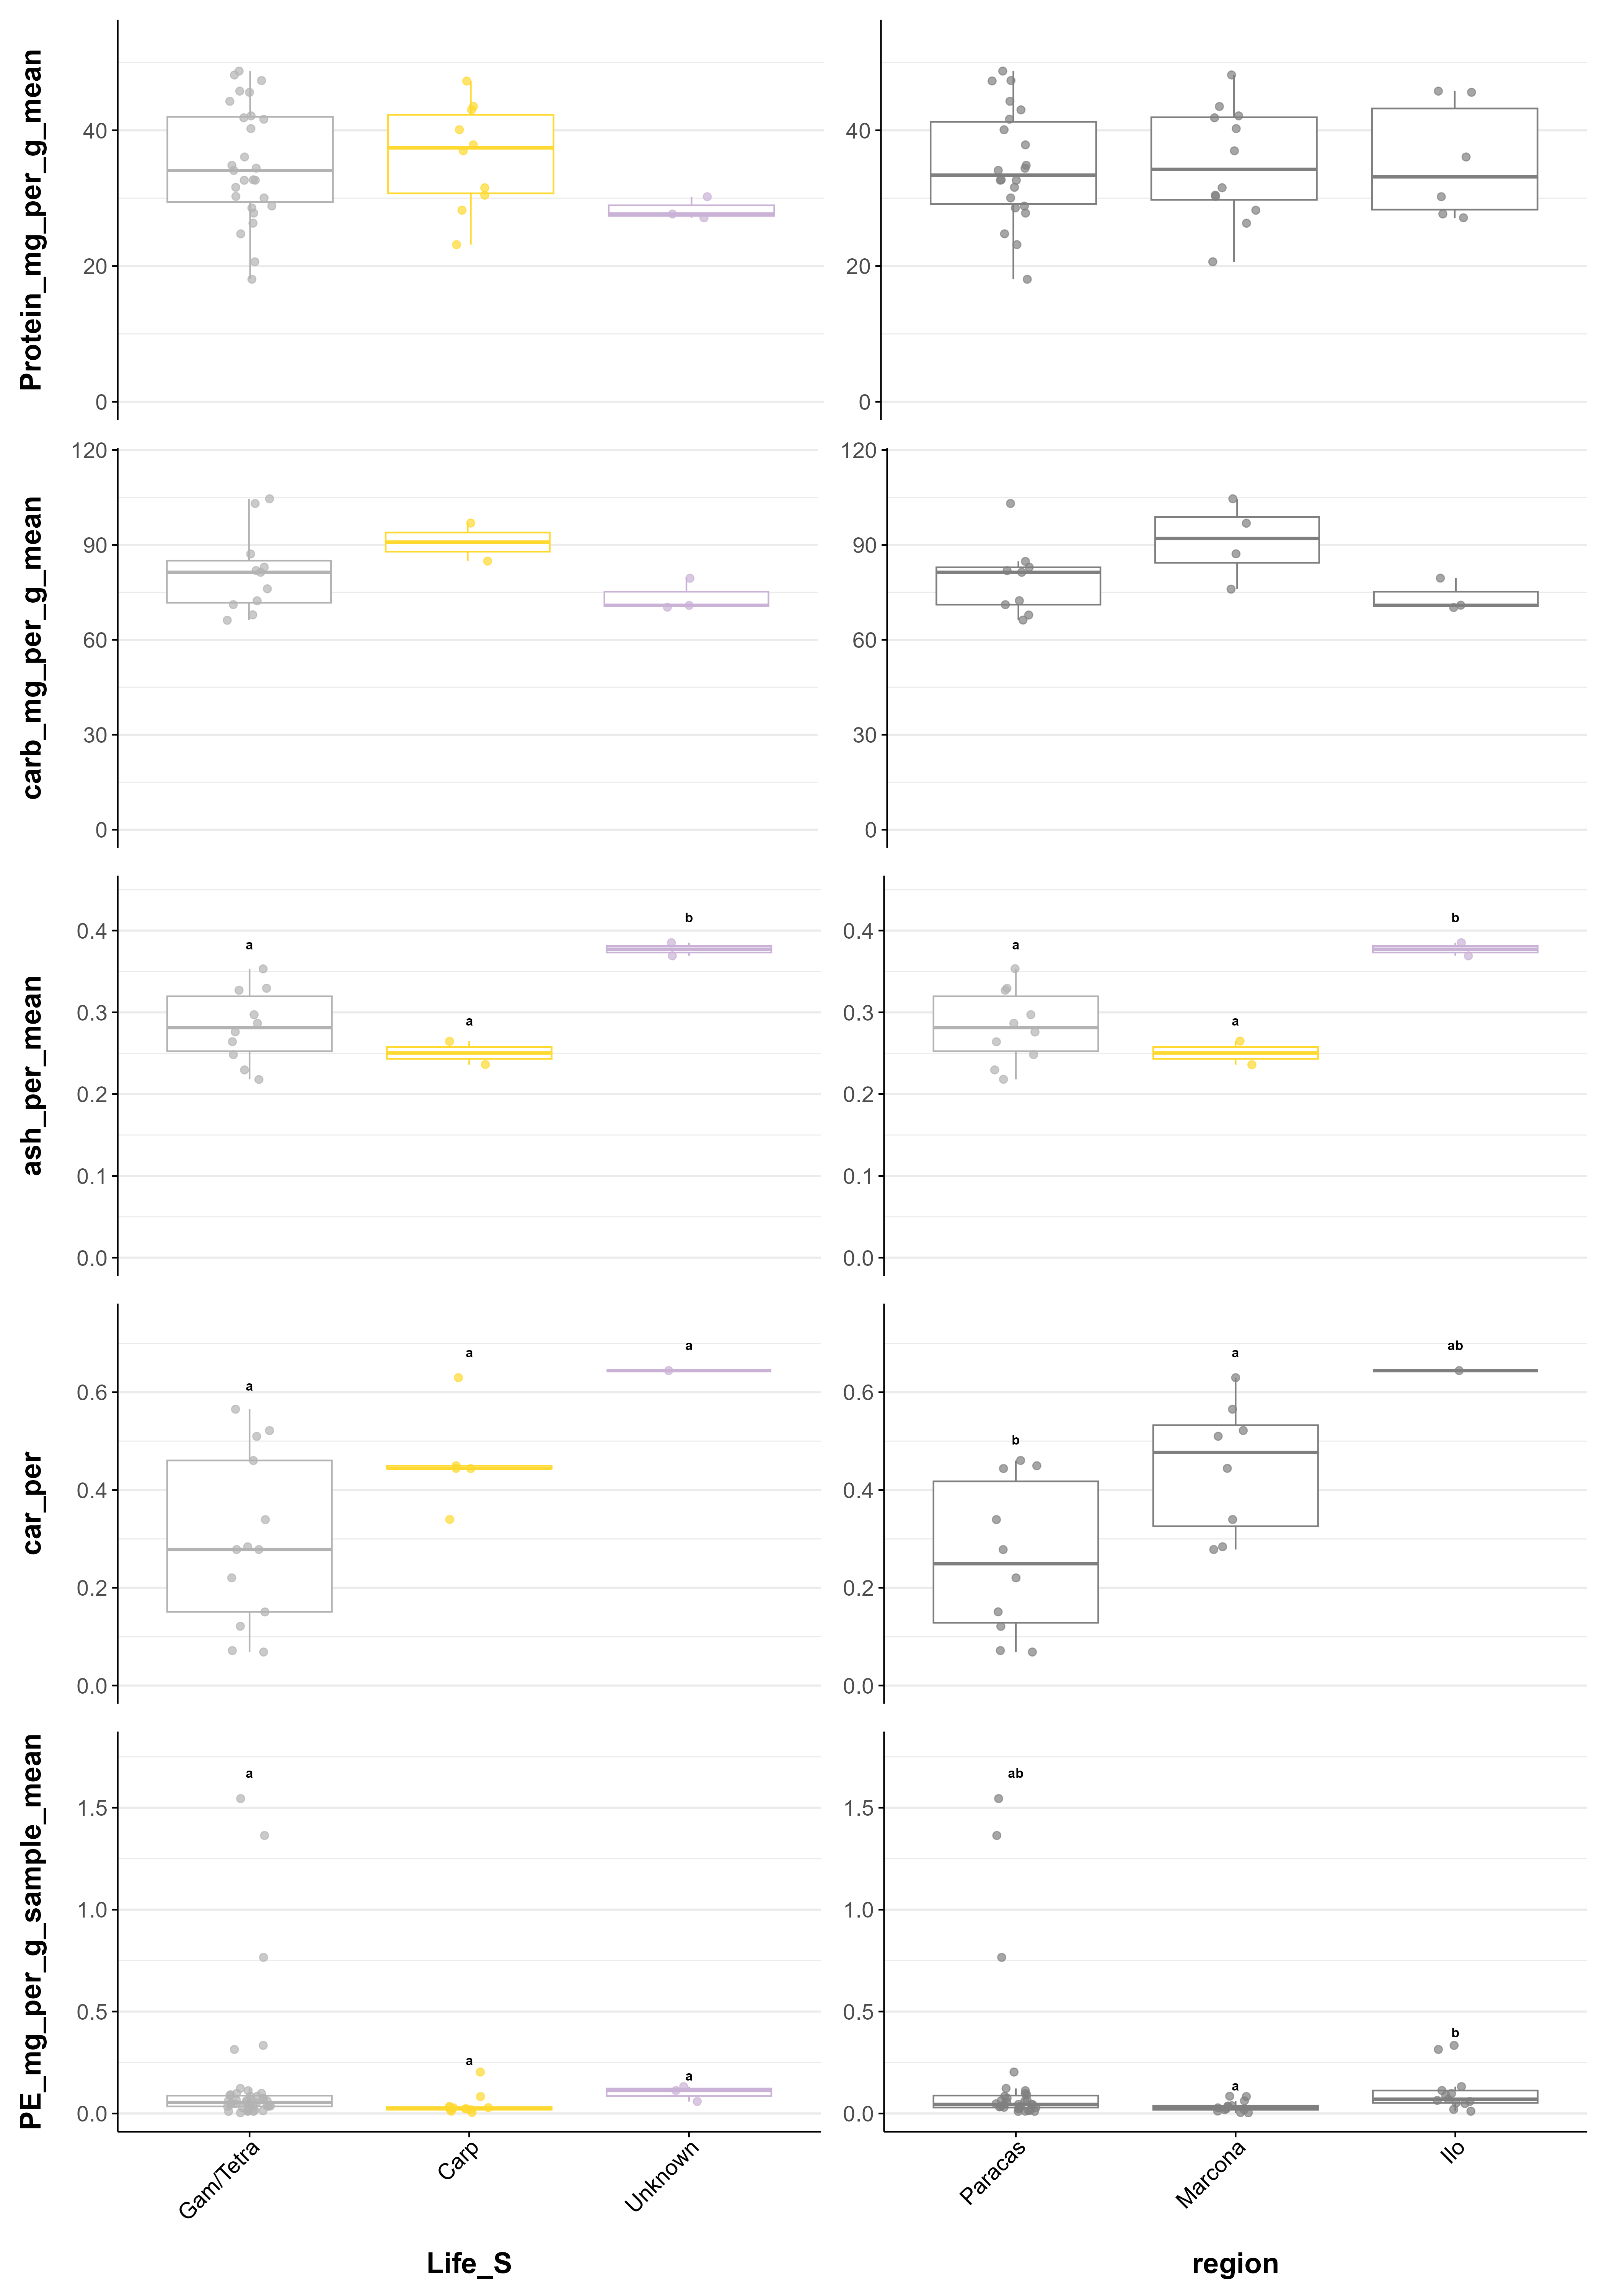 Protein_mg_per_g_mean
40
20
0
40
20
0
carb_mg_per_g_mean
120
90
60
30
0
120
90
60
30
0
ash_per_mean
0.4
0.3
0.2
0.1
0.0
a
a
b
0.4
0.3
0.2
0.1
0.0
a
a
b
car_per
0.6
0.4
0.2
0.0
a
a
a
0.6
0.4
0.2
0.0
b
a
ab
PE_mg_per_g_sample_mean
1.5
1.0
0.5
0.0
a
a
a
1.5
1.0
0.5
0.0
ab
a
b
Gam/Tetra
Carp
Unknown
Paracas
Marcona
Ilo
Life_S
region